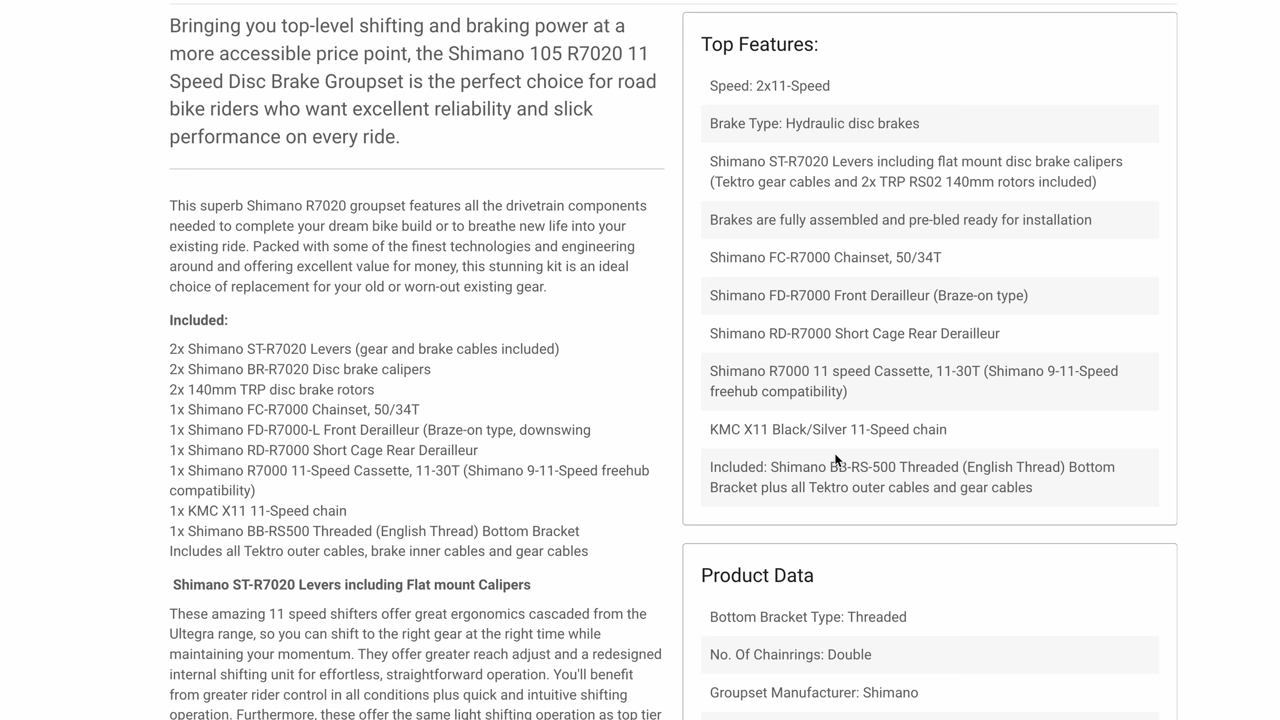 Bringing you top-level shifting and braking power at a
more accessible price point, the Shimano 105 R7020 11
Speed Disc Brake Groupset is the perfect choice for road
bike riders who want excellent reliability and slick
performance on every ride.
This superb Shimano R7020 groupset features all the drivetrain components
needed to complete your dream bike build or to breathe new life into your
existing ride. Packed with some of the finest technologies and engineering
around and offering excellent value for money, this stunning kit is an ideal
choice of replacement for your old or worn-out existing gear.
Included:
2x Shimano ST-R7020 Levers (gear and brake cables included)
2x Shimano BR-R7020 Disc brake calipers
2x 140mm TRP disc brake rotors
1x Shimano FC-R7000 Chainset, 50/34T
1x Shimano FD-R7000-L Front Derailleur (Braze-on type, downswing
1x Shimano RD-R7000 Short Cage Rear Derailleur
1x Shimano R7000 11-Speed Cassette, 11-30T (Shimano 9-11-Speed freehub
compatibility)
1x KMC X11 11-Speed chain
1x Shimano BB-RS500 Threaded (English Thread) Bottom Bracket
Includes all Tektro outer cables, brake inner cables and gear cables
Shimano ST-R7020 Levers including Flat mount Calipers
These amazing 11 speed shifters offer great ergonomics cascaded from the
Ultegra range, so you can shift to the right gear at the right time while
maintaining your momentum. They offer greater reach adjust and a redesigned
internal shifting unit for effortless, straightforward operation. You'll benefit
from greater rider control in all conditions plus quick and intuitive shifting
operation. Furthermore, these offer the same light shifting operation as top tier
Top Features:
Speed: 2x11-Speed
Brake Type: Hydraulic disc brakes
Shimano ST-R7020 Levers including flat mount disc brake calipers
(Tektro gear cables and 2x TRP RS02 140mm rotors included)
Brakes are fully assembled and pre-bled ready for installation
Shimano FC-R7000 Chainset, 50/34T
Shimano FD-R7000 Front Derailleur (Braze-on type)
Shimano RD-R7000 Short Cage Rear Derailleur
Shimano R7000 11 speed Cassette, 11-30T (Shimano 9-11-Speed
freehub compatibility)
KMC X11 Black/Silver 11-Speed chain
Included: Shimano BB-RS-500 Threaded (English Thread) Bottom
Bracket plus all Tektro outer cables and gear cables
Product Data
Bottom Bracket Type: Threaded
No. Of Chainrings: Double
Groupset Manufacturer: Shimano